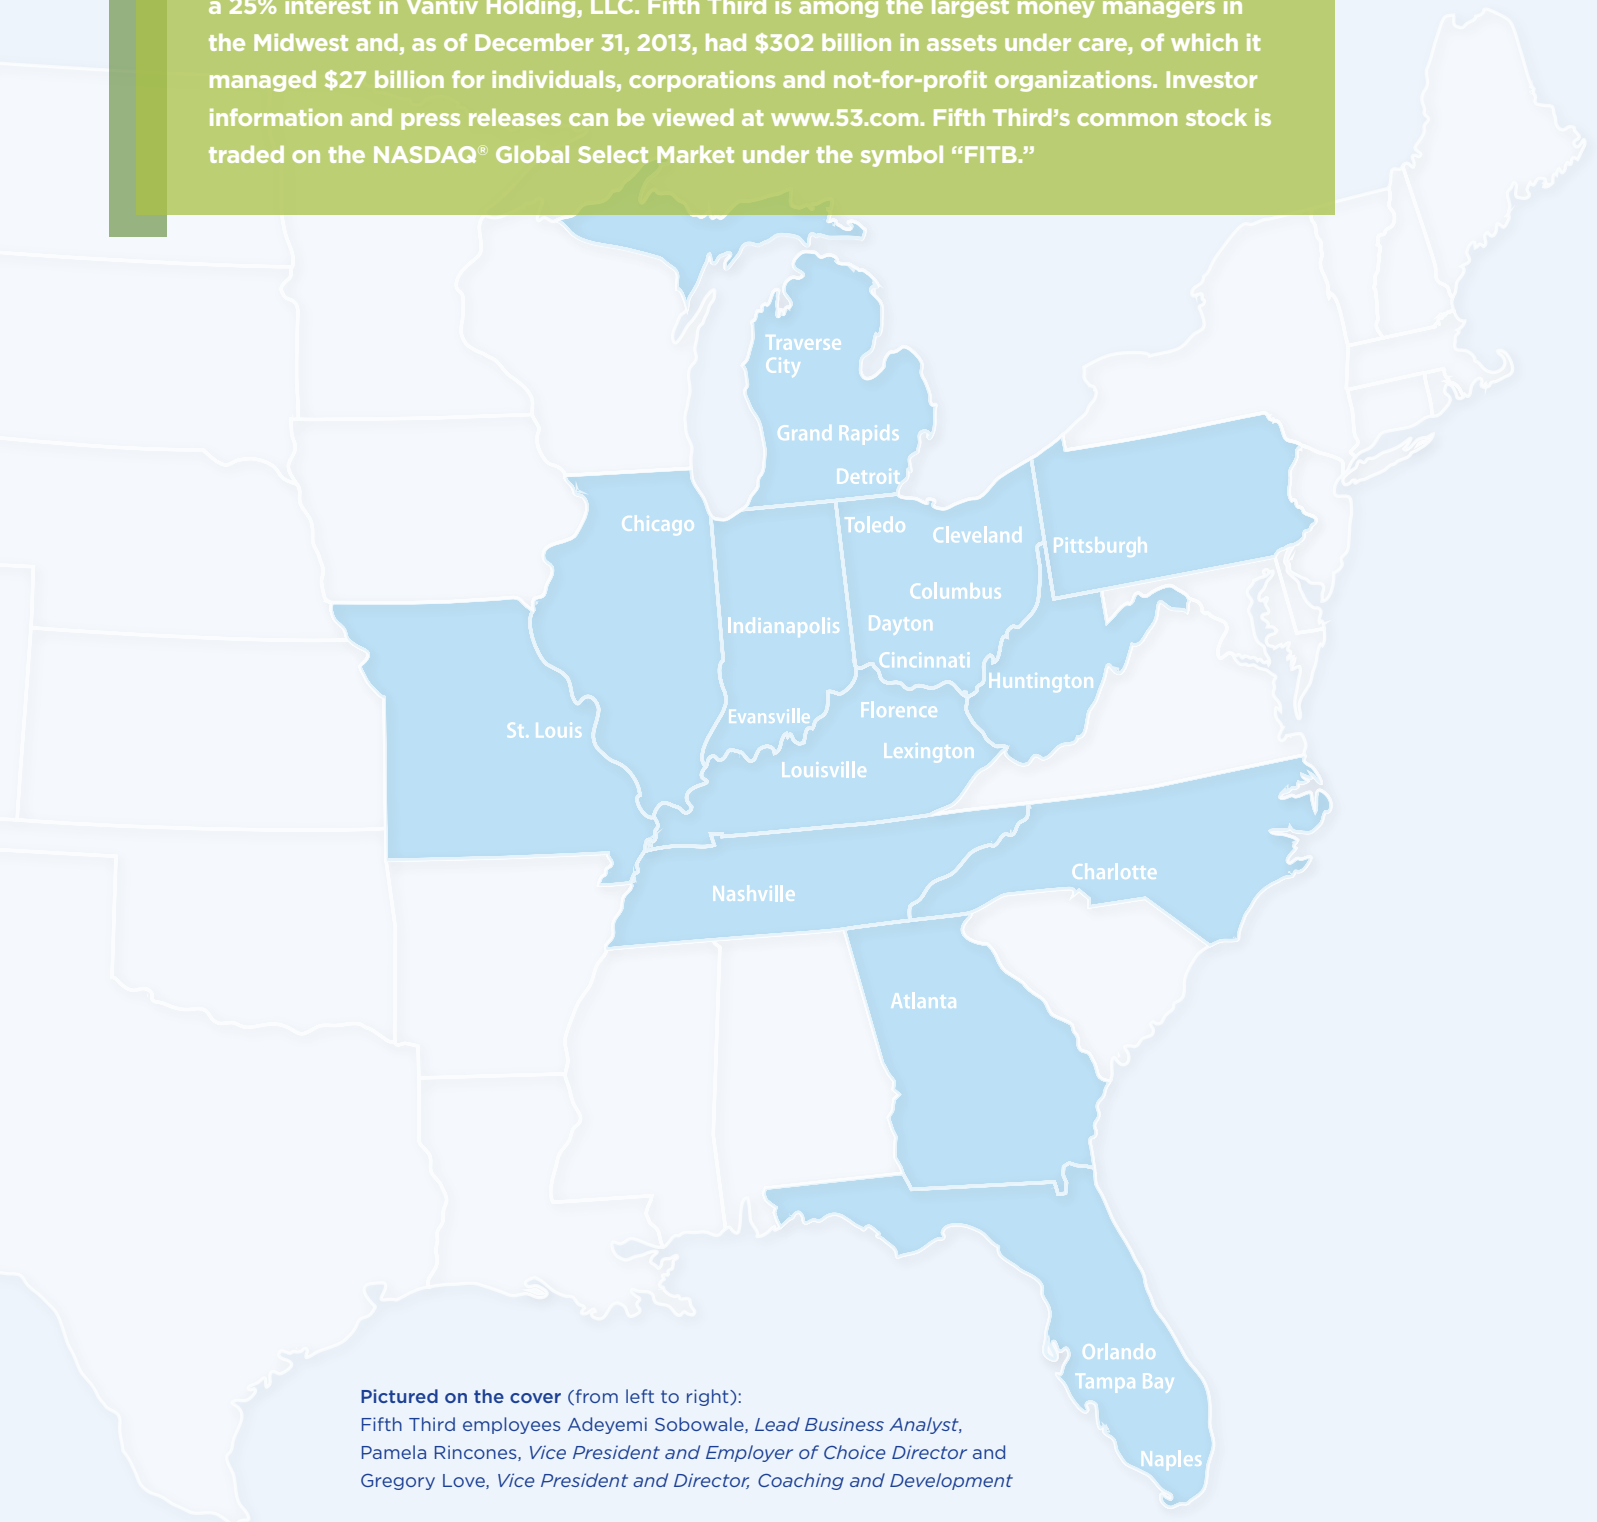 a 25% interest in Vantiv Holding, LLC. Fifth Third is among the largest money managers in
the Midwest and, as of December 31, 2013, had $302 billion in assets under care, of which it
managed $27 billion for individuals, corporations and not-for-profit organizations. Investor
information and press releases can be viewed at www.53.com. Fifth Third’s common stock is
traded on the NASDAQ® Global Select Market under the symbol “FITB.”
Traverse
City
Grand Rapids
Detroit
Chicago
Toledo
Cleveland
Pittsburgh
Columbus
Indianapolis
Dayton
Cincinnati
Huntington
Evansville
Florence
St. Louis
Lexington
Louisville
Charlotte
Nashville
Atlanta
Orlando
Tampa Bay
Naples
Pictured on the cover (from left to right):
Fifth Third employees Adeyemi Sobowale, Lead Business Analyst,
Pamela Rincones, Vice President and Employer of Choice Director and
Gregory Love, Vice President and Director, Coaching and Development